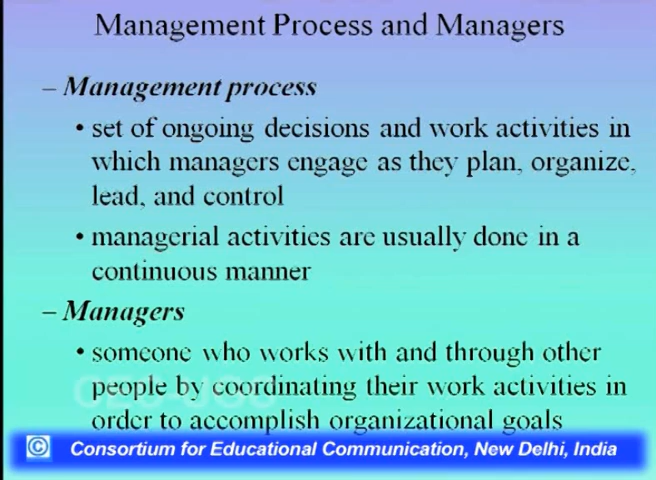 Management Process and Managers
– Management process
• set of ongoing decisions and work activities in
which managers engage as they plan, organize,
lead, and control
• managerial activities are usually done in a
continuous manner
– Managers
• someone who works with and through other
people by coordinating their work activities in
order to accomplish organizational goals
CEC-UGC
© Consortium for Educational Communication, New Delhi, India